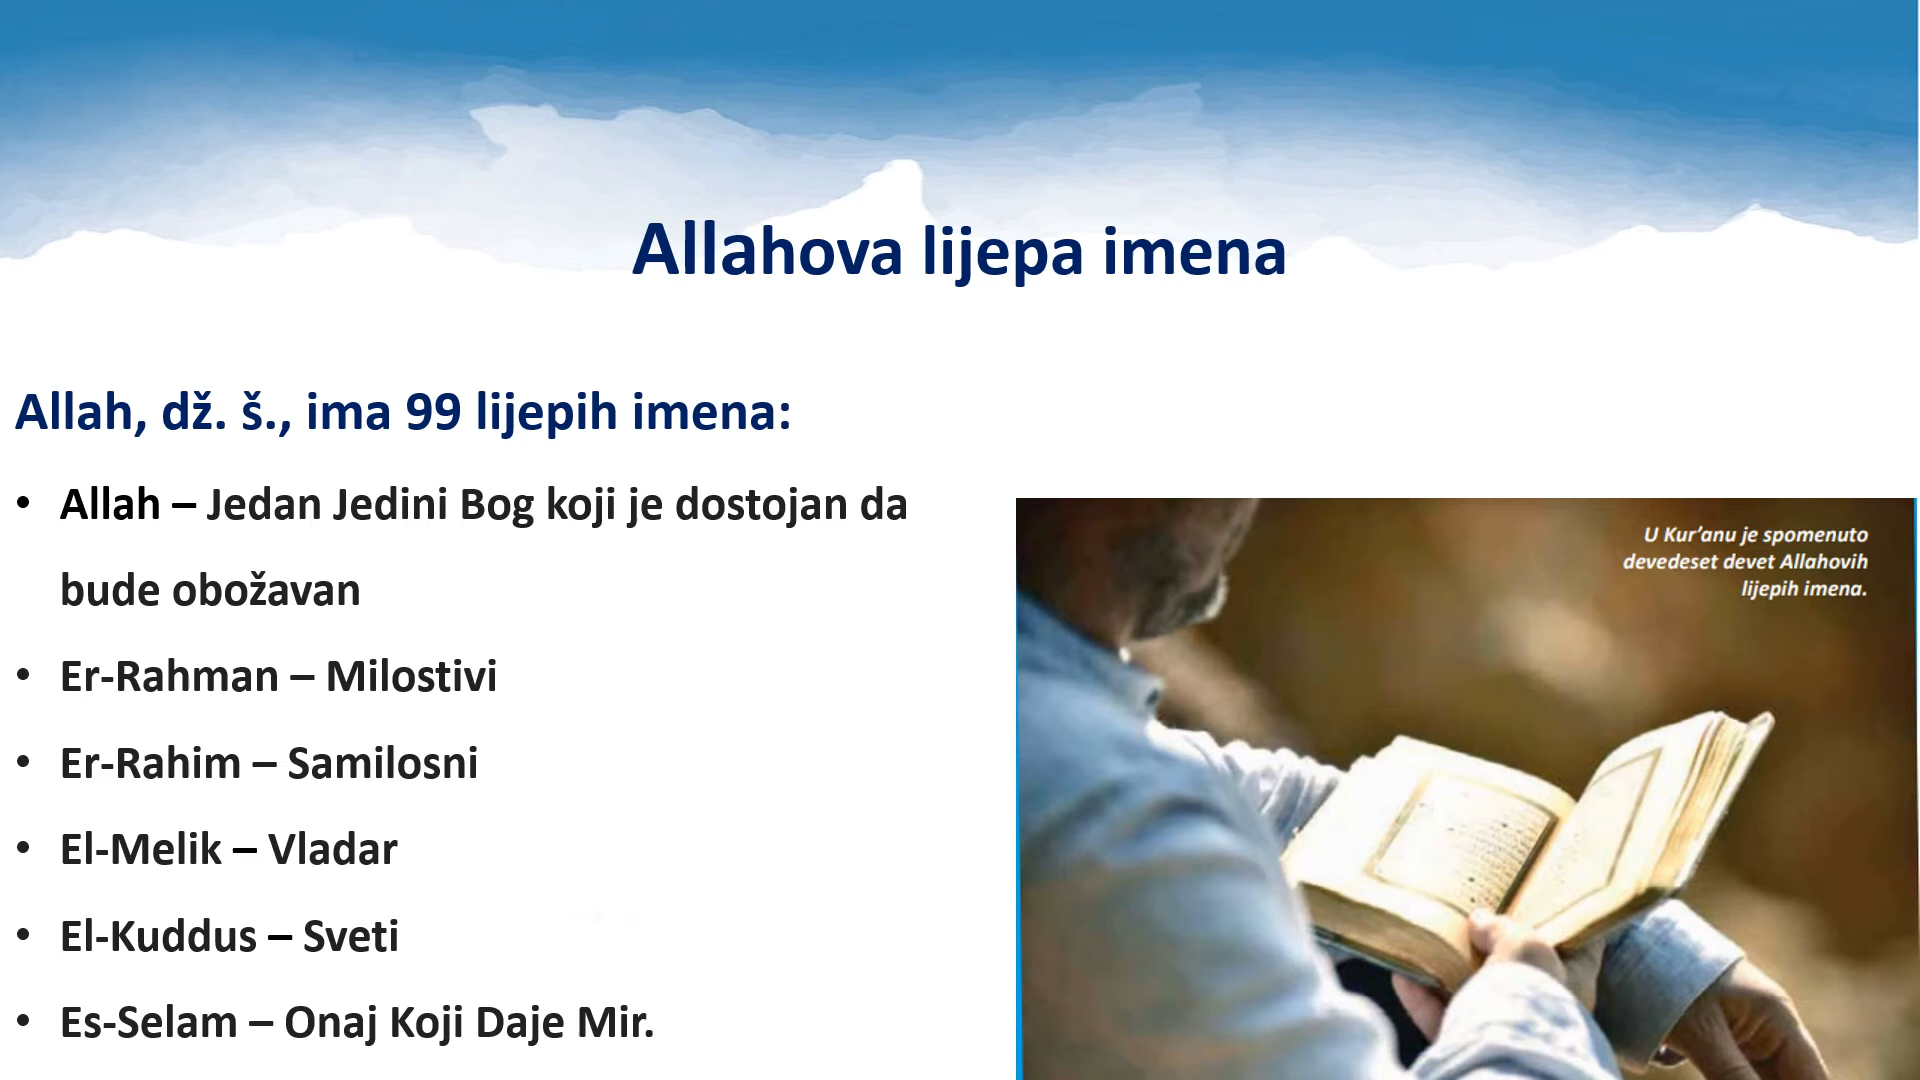 Allahova lijepa imena
Allah, dž. š., ima 99 lijepih imena:
• Allah – Jedan Jedini Bog koji je dostojan da
bude obožavan
• Er-Rahman – Milostivi
• Er-Rahim – Samilosni
• El-Melik – Vladar
• El-Kuddus – Sveti
• Es-Selam – Onaj Koji Daje Mir.
U Kur’anu je spomenuto
devedeset devet Allahovih
lijepih imena.